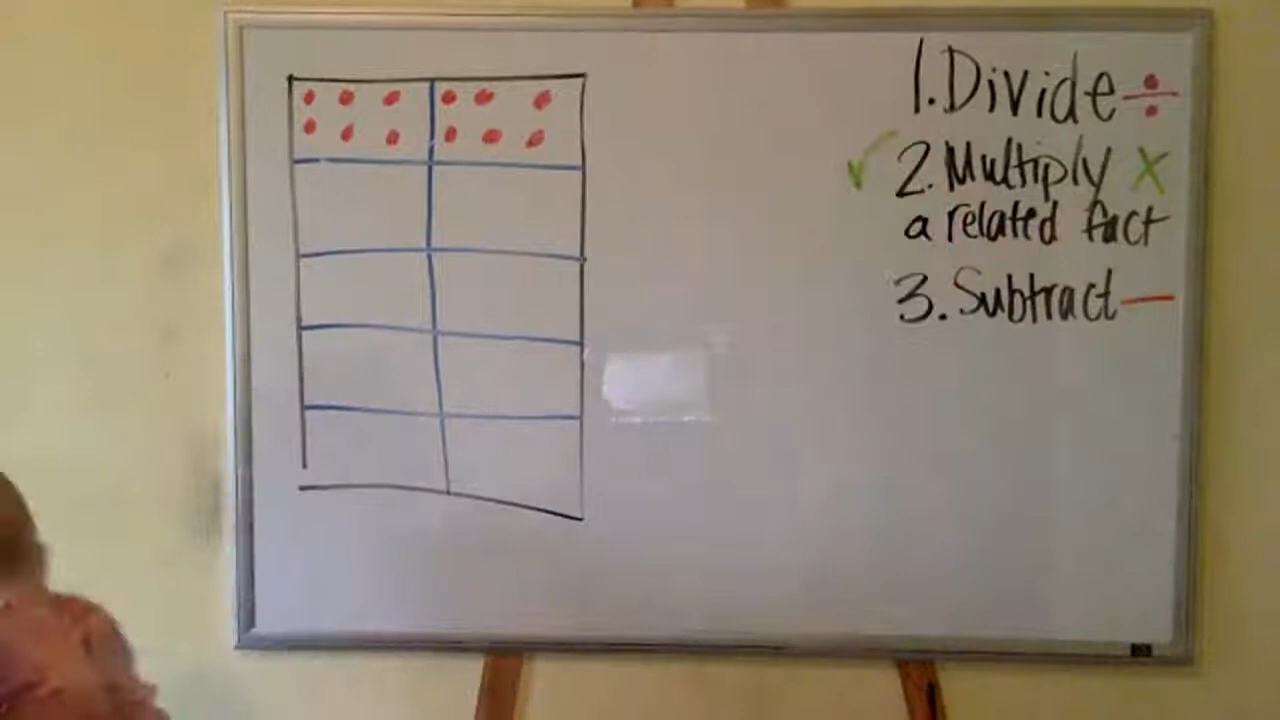 1. Divide ÷
✓ 2. Multiply X
a related fact
3. Subtract —